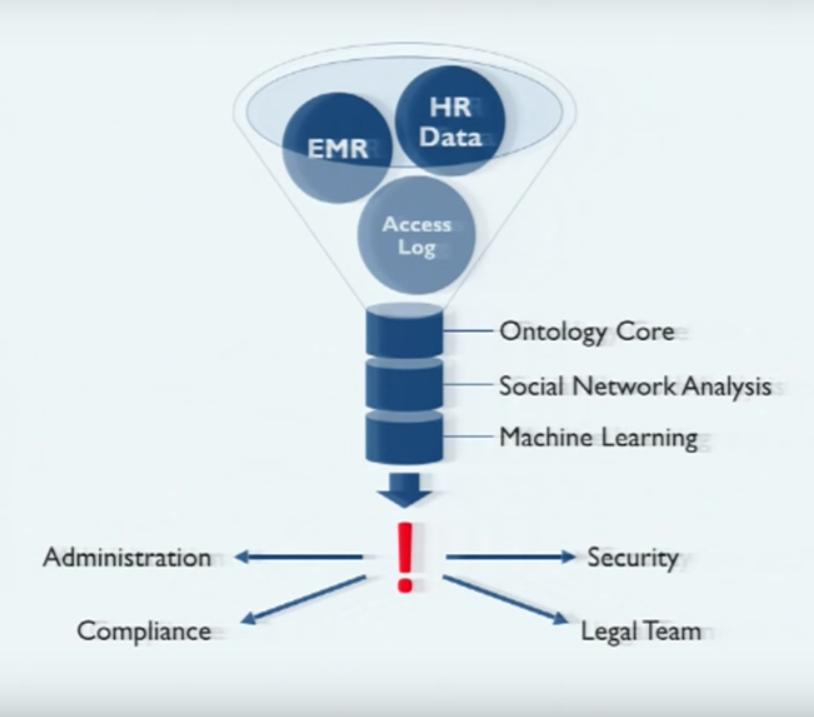 HR
Data
EMR
Access
Log
Ontology Core
Social Network Analysis
Machine Learning
!
Administration
Security
Compliance
Legal Team